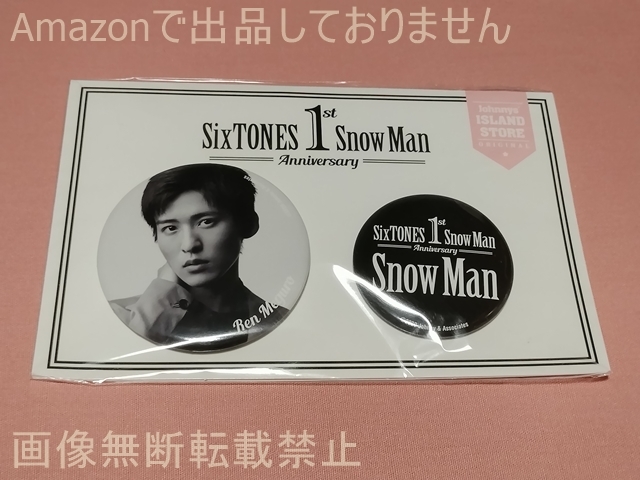 Amazonで出品しておりません
Johnny's
ISLAND
STORE
ORIGINAL
SixTONES 1st Snow Man
Anniversary
Ren
SixTONES 1st Snow Man
Anniversary
Snow Man
& Associates
画像無断転載禁止